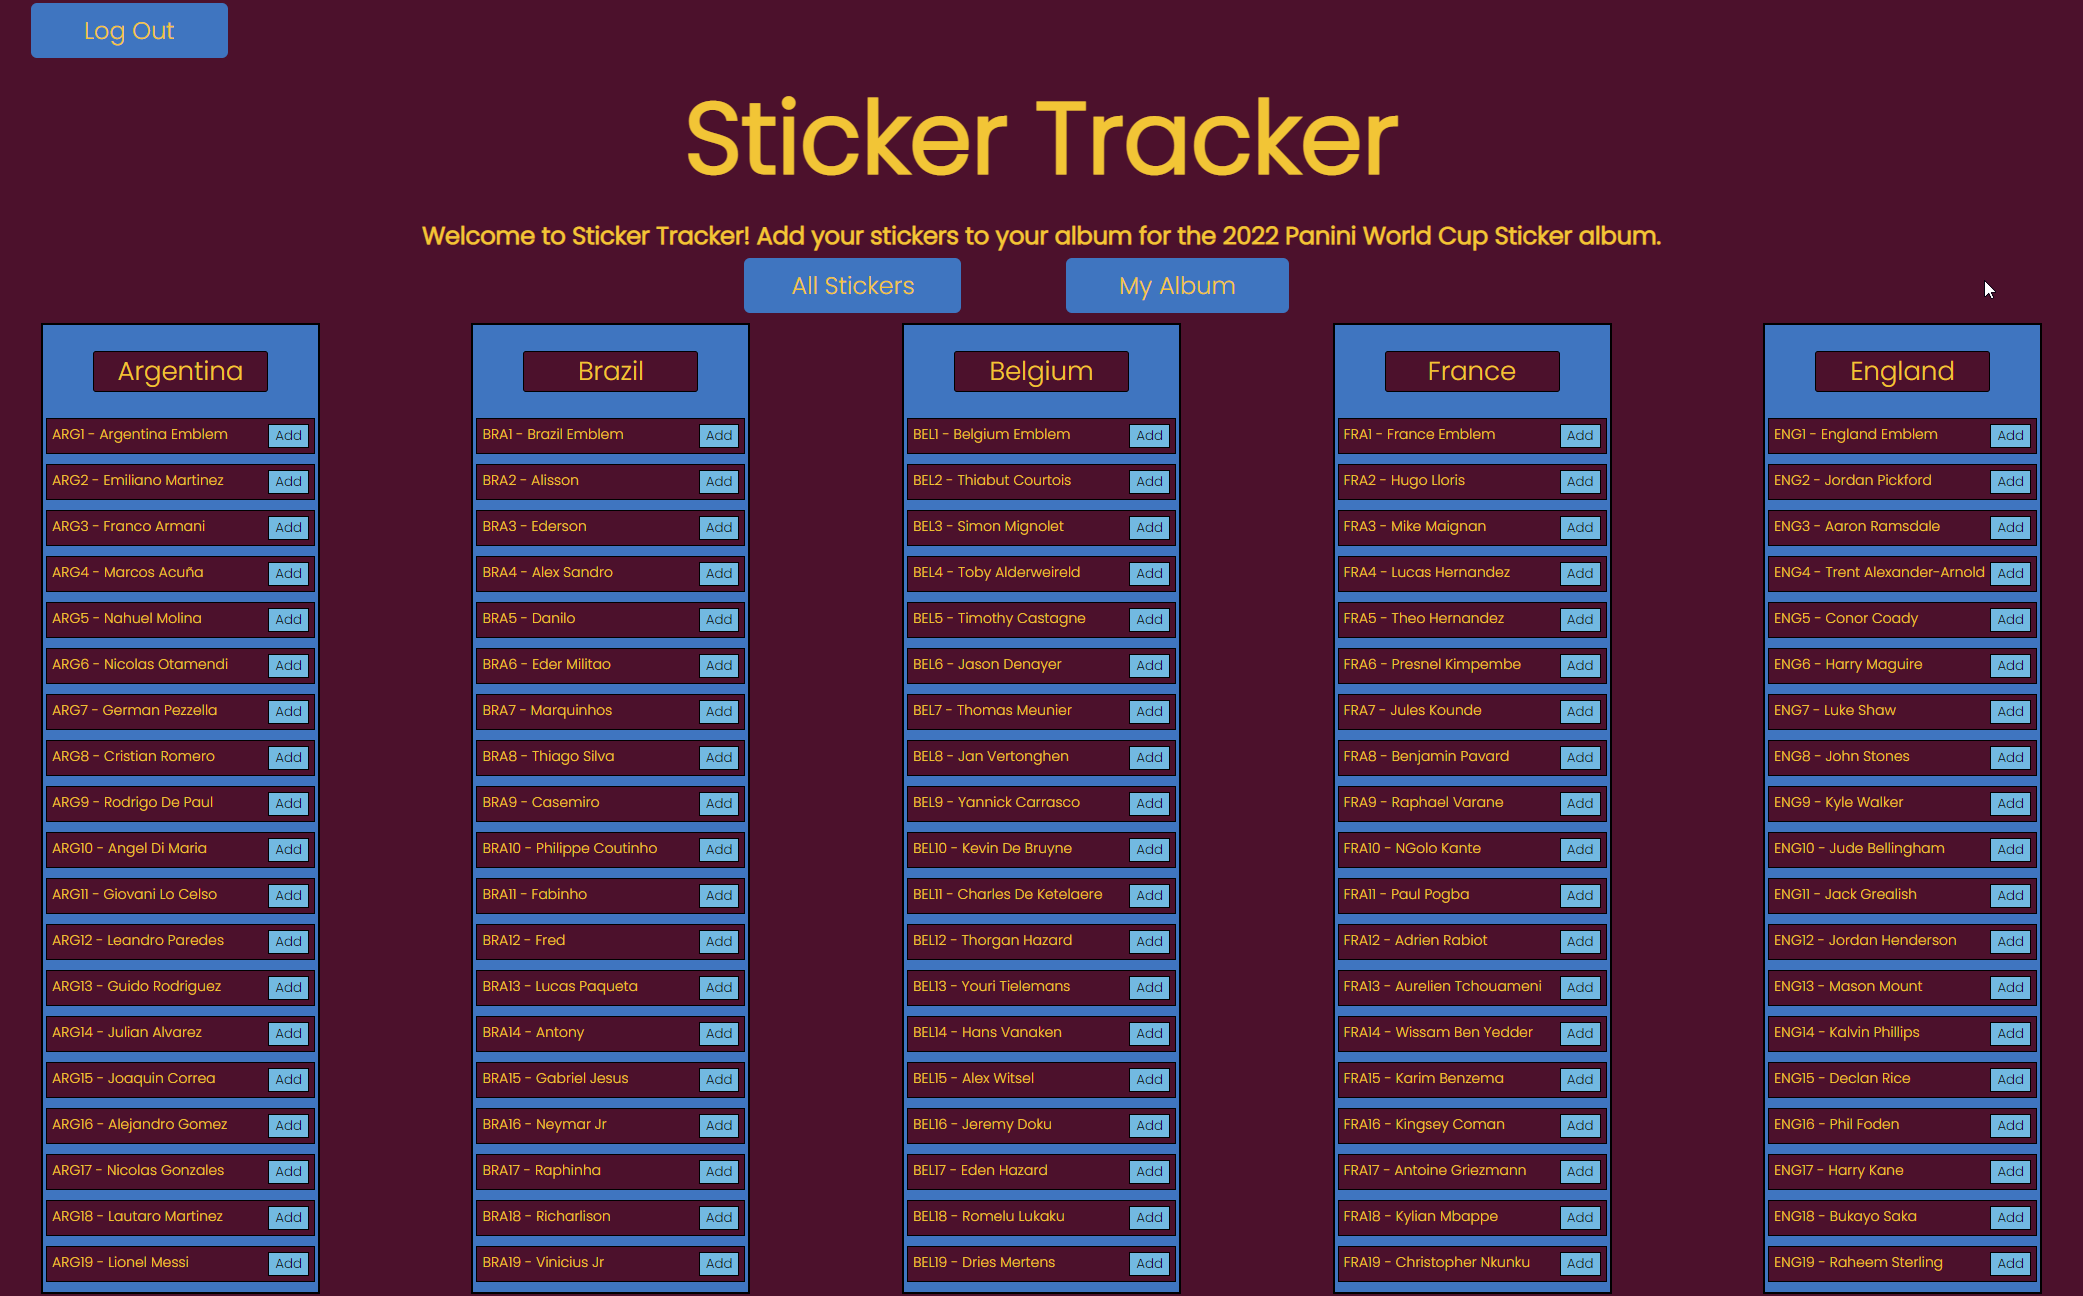 Log Out
Sticker Tracker
Welcome to Sticker Tracker! Add your stickers to your album for the 2022 Panini World Cup Sticker album.
All Stickers
My Album
Argentina
ARG1 - Argentina Emblem Add
ARG2 - Emiliano Martinez Add
ARG3 - Franco Armani Add
ARG4 - Marcos Acuña Add
ARG5 - Nahuel Molina Add
ARG6 - Nicolas Otamendi Add
ARG7 - German Pezzella Add
ARG8 - Cristian Romero Add
ARG9 - Rodrigo De Paul Add
ARG10 - Angel Di Maria Add
ARG11 - Giovani Lo Celso Add
ARG12 - Leandro Paredes Add
ARG13 - Guido Rodriguez Add
ARG14 - Julian Alvarez Add
ARG15 - Joaquin Correa Add
ARG16 - Alejandro Gomez Add
ARG17 - Nicolas Gonzales Add
ARG18 - Lautaro Martinez Add
ARG19 - Lionel Messi Add
Brazil
BRA1 - Brazil Emblem Add
BRA2 - Alisson Add
BRA3 - Ederson Add
BRA4 - Alex Sandro Add
BRA5 - Danilo Add
BRA6 - Eder Militao Add
BRA7 - Marquinhos Add
BRA8 - Thiago Silva Add
BRA9 - Casemiro Add
BRA10 - Philippe Coutinho Add
BRA11 - Fabinho Add
BRA12 - Fred Add
BRA13 - Lucas Paqueta Add
BRA14 - Antony Add
BRA15 - Gabriel Jesus Add
BRA16 - Neymar Jr Add
BRA17 - Raphinha Add
BRA18 - Richarlison Add
BRA19 - Vinicius Jr Add
Belgium
BEL1 - Belgium Emblem Add
BEL2 - Thiabut Courtois Add
BEL3 - Simon Mignolet Add
BEL4 - Toby Alderweireld Add
BEL5 - Timothy Castagne Add
BEL6 - Jason Denayer Add
BEL7 - Thomas Meunier Add
BEL8 - Jan Vertonghen Add
BEL9 - Yannick Carrasco Add
BEL10 - Kevin De Bruyne Add
BEL11 - Charles De Ketelaere Add
BEL12 - Thorgan Hazard Add
BEL13 - Youri Tielemans Add
BEL14 - Hans Vanaken Add
BEL15 - Alex Witsel Add
BEL16 - Jeremy Doku Add
BEL17 - Eden Hazard Add
BEL18 - Romelu Lukaku Add
BEL19 - Dries Mertens Add
France
FRA1 - France Emblem Add
FRA2 - Hugo Lloris Add
FRA3 - Mike Maignan Add
FRA4 - Lucas Hernandez Add
FRA5 - Theo Hernandez Add
FRA6 - Presnel Kimpembe Add
FRA7 - Jules Kounde Add
FRA8 - Benjamin Pavard Add
FRA9 - Raphael Varane Add
FRA10 - NGolo Kante Add
FRA11 - Paul Pogba Add
FRA12 - Adrien Rabiot Add
FRA13 - Aurelien Tchouameni Add
FRA14 - Wissam Ben Yedder Add
FRA15 - Karim Benzema Add
FRA16 - Kingsey Coman Add
FRA17 - Antoine Griezmann Add
FRA18 - Kylian Mbappe Add
FRA19 - Christopher Nkunku Add
England
ENG1 - England Emblem Add
ENG2 - Jordan Pickford Add
ENG3 - Aaron Ramsdale Add
ENG4 - Trent Alexander-Arnold Add
ENG5 - Conor Coady Add
ENG6 - Harry Maguire Add
ENG7 - Luke Shaw Add
ENG8 - John Stones Add
ENG9 - Kyle Walker Add
ENG10 - Jude Bellingham Add
ENG11 - Jack Grealish Add
ENG12 - Jordan Henderson Add
ENG13 - Mason Mount Add
ENG14 - Kalvin Phillips Add
ENG15 - Declan Rice Add
ENG16 - Phil Foden Add
ENG17 - Harry Kane Add
ENG18 - Bukayo Saka Add
ENG19 - Raheem Sterling Add